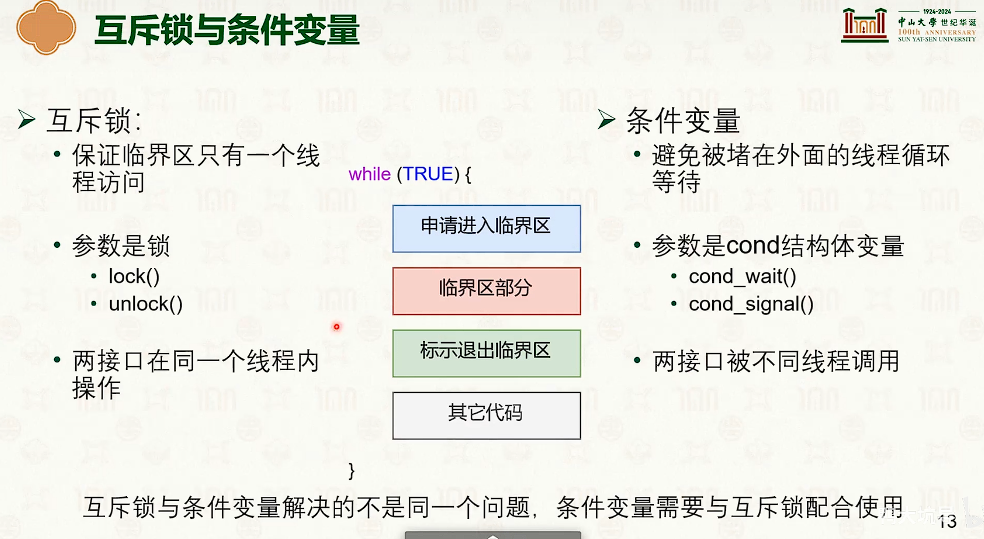 互斥锁与条件变量
1924-2024
中山大学 世纪华诞
100th ANNIVERSARY
SUN YAT-SEN UNIVERSITY
互斥锁:
保证临界区只有一个线
程访问
参数是锁
lock()
unlock()
两接口在同一个线程内
操作
while (TRUE) {
申请进入临界区
临界区部分
标示退出临界区
其它代码
}
条件变量
避免被堵在外面的线程循环
等待
参数是cond结构体变量
cond_wait()
cond_signal()
两接口被不同线程调用
互斥锁与条件变量解决的不是同一个问题，条件变量需要与互斥锁配合使用
13